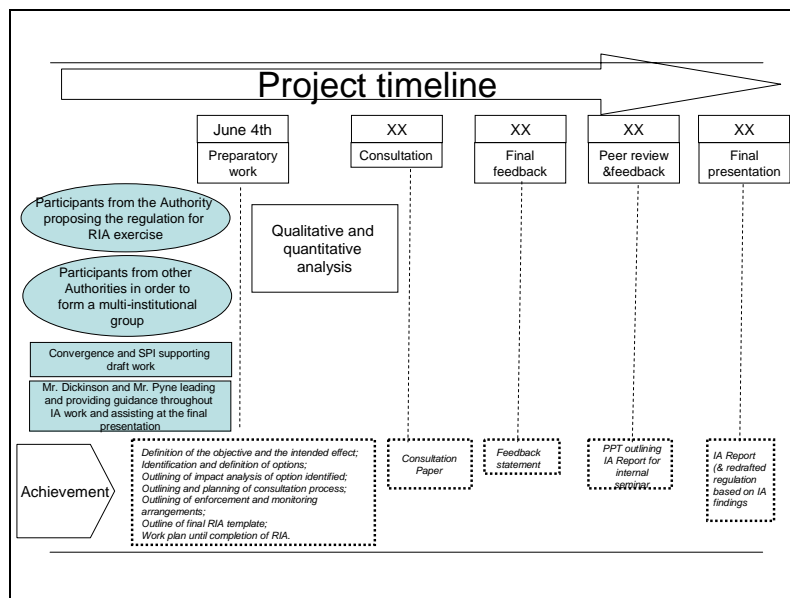 Project timeline
June 4th
Preparatory
work
XX
Consultation
XX
Final
feedback
XX
Peer review
&feedback
XX
Final
presentation
Participants from the Authority
proposing the regulation for
RIA exercise
Participants from other
Authorities in order to
form a multi-institutional
group
Qualitative and
quantitative
analysis
Convergence and SPI supporting
draft work
Mr. Dickinson and Mr. Pyne leading
and providing guidance throughout
IA work and assisting at the final
presentation
Achievement
Definition of the objective and the intended effect;
Identification and definition of options;
Outlining of impact analysis of option identified;
Outlining and planning of consultation process;
Outlining of enforcement and monitoring
arrangements;
Outline of final RIA template;
Work plan until completion of RIA.
Consultation
Paper
Feedback
statement
PPT outlining
IA Report for
internal
seminar
IA Report
(& redrafted
regulation
based on IA
findings